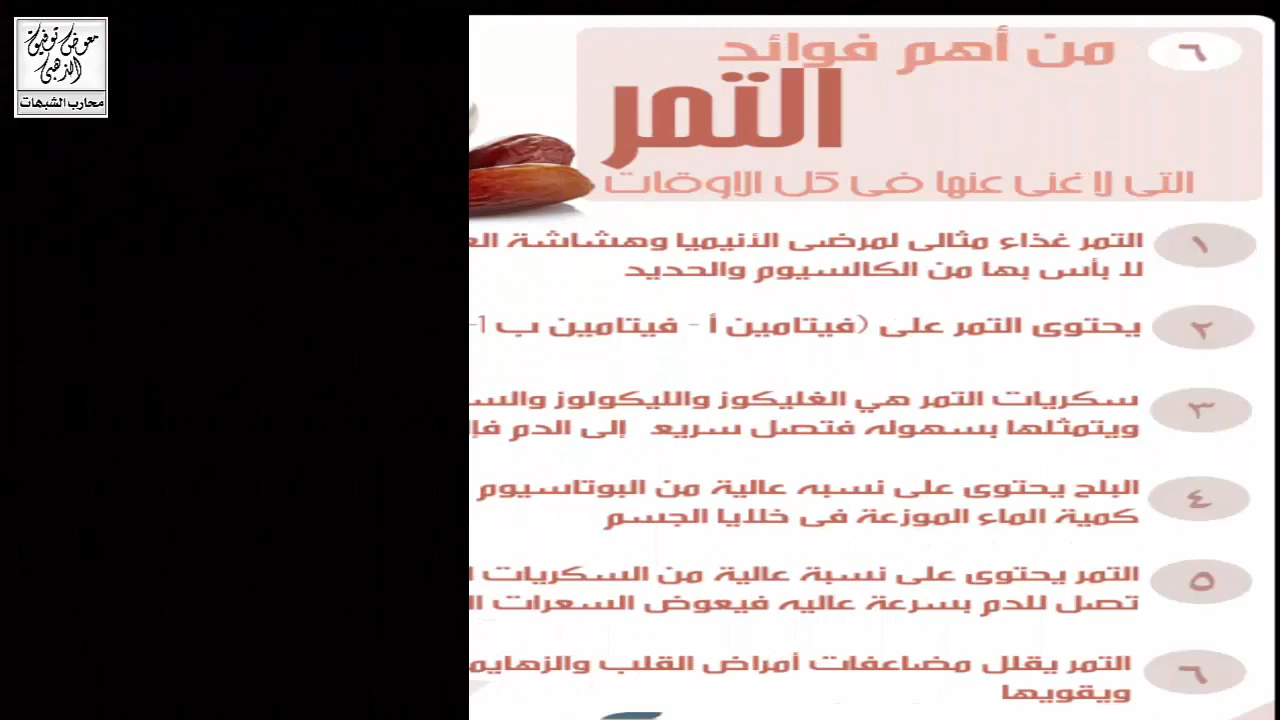 معوض توفيق
الذهبى
محارب الشبهات
٦ من أهم فوائد
التمر
التى لا غنى عنها فى كل الاوقات
١ التمر غذاء مثالى لمرضى الأنيميا وهشاشة
لا بأس بها من الكالسيوم والحديد
٢ يحتوى التمر على (فيتامين أ - فيتامين ب 1-
٣ سكريات التمر هي الغليكوز والليكولوز
ويتمثلها بسهوله فتصل سريع إلى الدم
٤ البلح يحتوى على نسبه عالية من البوتاسيوم
كمية الماء الموزعة فى خلايا الجسم
٥ التمر يحتوى على نسبة عالية من السكريات
تصل للدم بسرعة عاليه فيعوض السعرات
٦ التمر يقلل مضاعفات أمراض القلب والزهايم
ويقويها